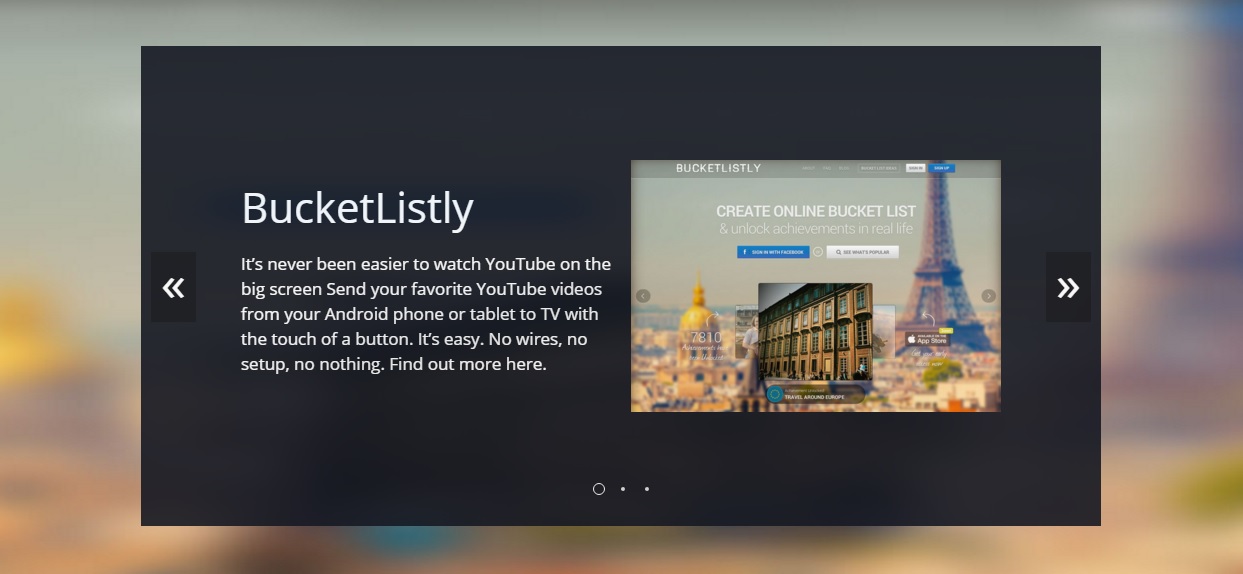 BucketListly
It's never been easier to watch YouTube on the
big screen Send your favorite YouTube videos
from your Android phone or tablet to TV with
the touch of a button. It's easy. No wires, no
setup, no nothing. Find out more here.
«
»
BUCKETLISTLY
SIGN IN
SIGN UP
CREATE ONLINE BUCKET LIST
& unlock achievements in real life
SIGN IN WITH FACEBOOK
SEE WHAT'S POPULAR
7810
App Store
TRAVEL AROUND EUROPE